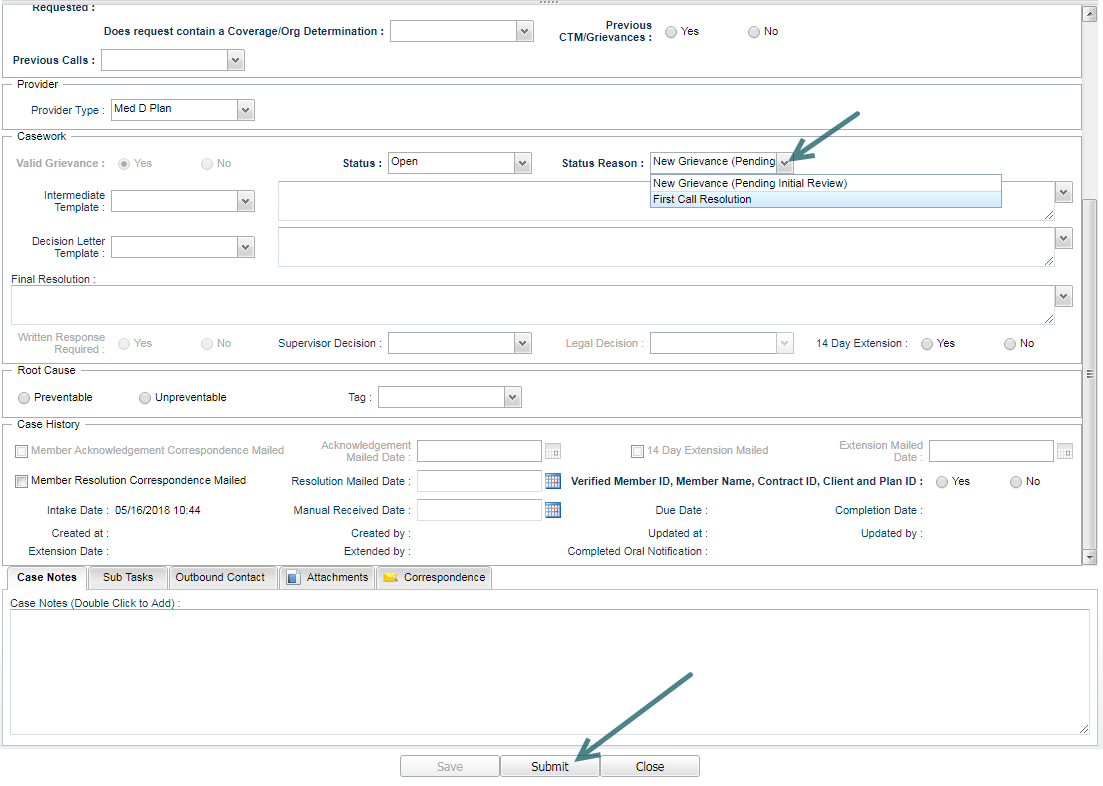 Requested :
Does request contain a Coverage/Org Determination :
Previous CTM/Grievances :
Yes
No
Previous Calls :
Provider
Provider Type :
Med D Plan
Casework
Valid Grievance :
Yes
No
Status :
Open
Status Reason :
New Grievance (Pending
New Grievance (Pending Initial Review)
First Call Resolution
Intermediate
Template :
Decision Letter
Template :
Final Resolution :
Written Response
Required :
Yes
No
Supervisor Decision :
Legal Decision :
14 Day Extension :
Yes
No
Root Cause
Preventable
Unpreventable
Tag :
Case History
Member Acknowledgement Correspondence Mailed
Acknowledgement
Mailed Date :
14 Day Extension Mailed
Extension Mailed
Date :
Member Resolution Correspondence Mailed
Resolution Mailed Date :
Verified Member ID, Member Name, Contract ID, Client and Plan ID :
Yes
No
Intake Date : 05/16/2018 10:44
Manual Received Date :
Due Date :
Completion Date :
Created at :
Created by :
Updated at :
Updated by :
Extension Date :
Extended by :
Completed Oral Notification :
Case Notes
Sub Tasks
Outbound Contact
Attachments
Correspondence
Case Notes (Double Click to Add) :
Save
Submit
Close